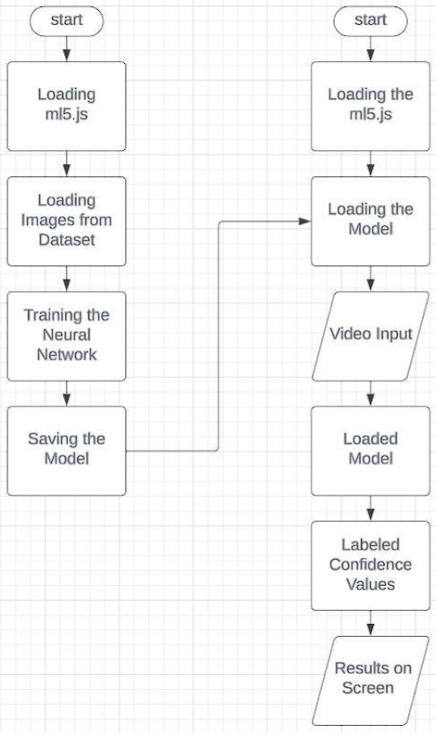 start
Loading
ml5.js
Loading
Images from
Dataset
Training the
Neural
Network
Saving the
Model
start
Loading the
ml5.js
Loading the
Model
Video Input
Loaded
Model
Labeled
Confidence
Values
Results on
Screen